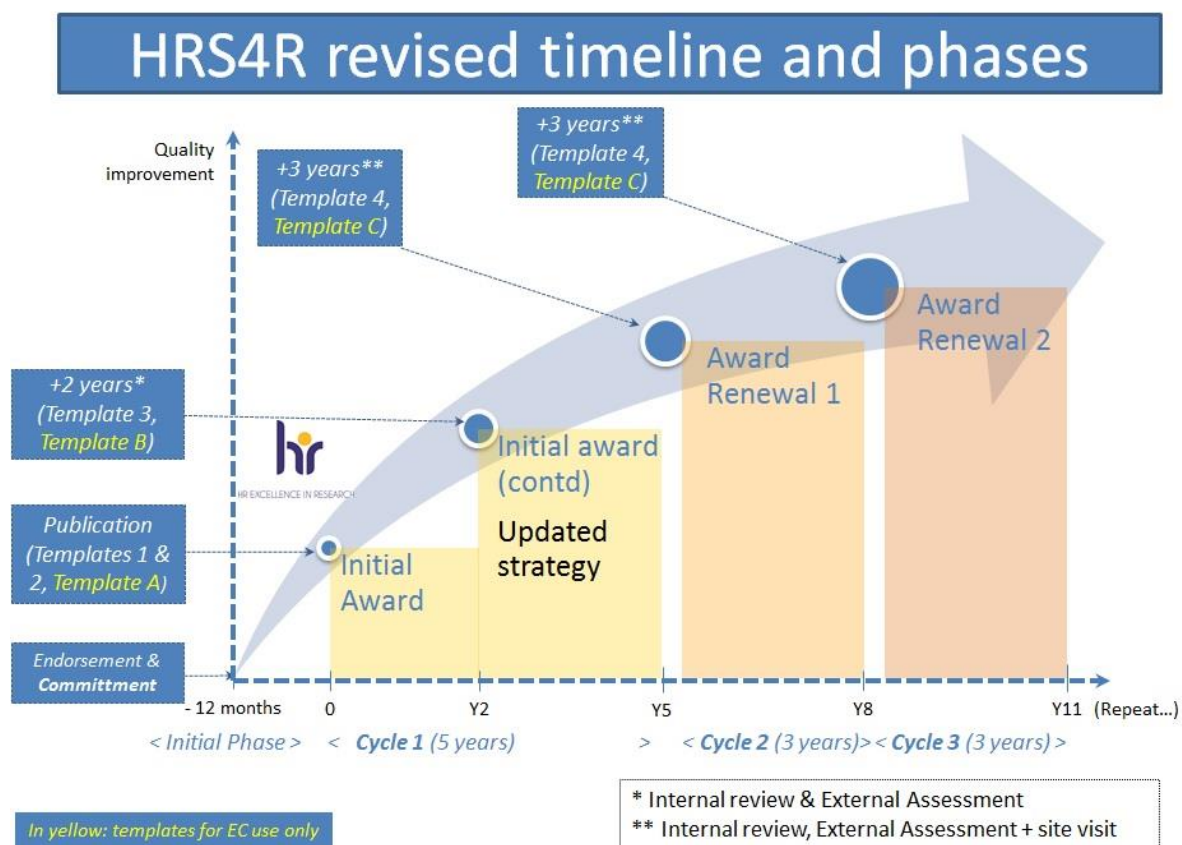 HRS4R revised timeline and phases
Quality
improvement
+3 years**
(Template 4,
Template C)
+3 years**
(Template 4,
Template C)
+2 years*
(Template 3,
Template B)
hr
HR EXCELLENCE IN RESEARCH
Publication
(Templates 1 &
2, Template A)
Endorsement &
Committment
Initial
Award
Initial award
(contd)
Updated
strategy
Award
Renewal 1
Award
Renewal 2
- 12 months 0 Y2 Y5 Y8 Y11 (Repeat...)
< Initial Phase > < Cycle 1 (5 years) > < Cycle 2 (3 years)> < Cycle 3 (3 years) >
In yellow: templates for EC use only
* Internal review & External Assessment
** Internal review, External Assessment + site visit